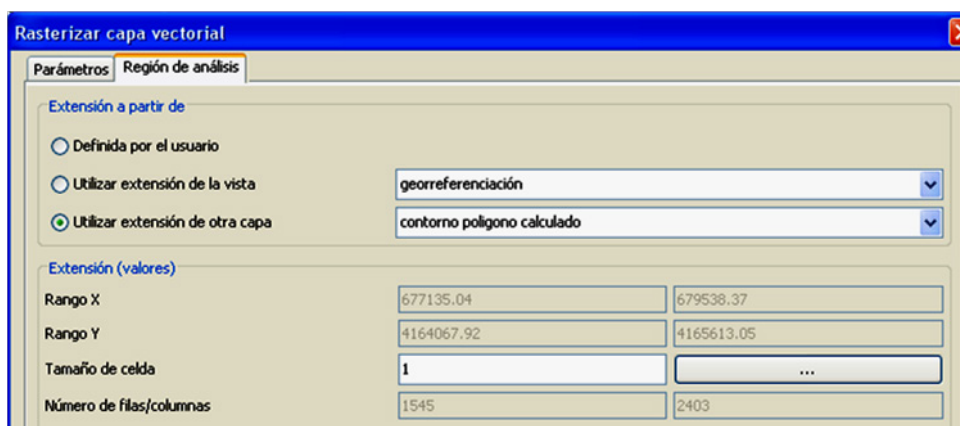 Rasterizar capa vectorial
Parámetros Región de análisis
Extensión a partir de
Definida por el usuario
Utilizar extensión de la vista georreferenciación
Utilizar extensión de otra capa contorno poligono calculado
Extensión (valores)
Rango X 677135.04 679538.37
Rango Y 4164067.92 4165613.05
Tamaño de celda 1 ...
Número de filas/columnas 1545 2403